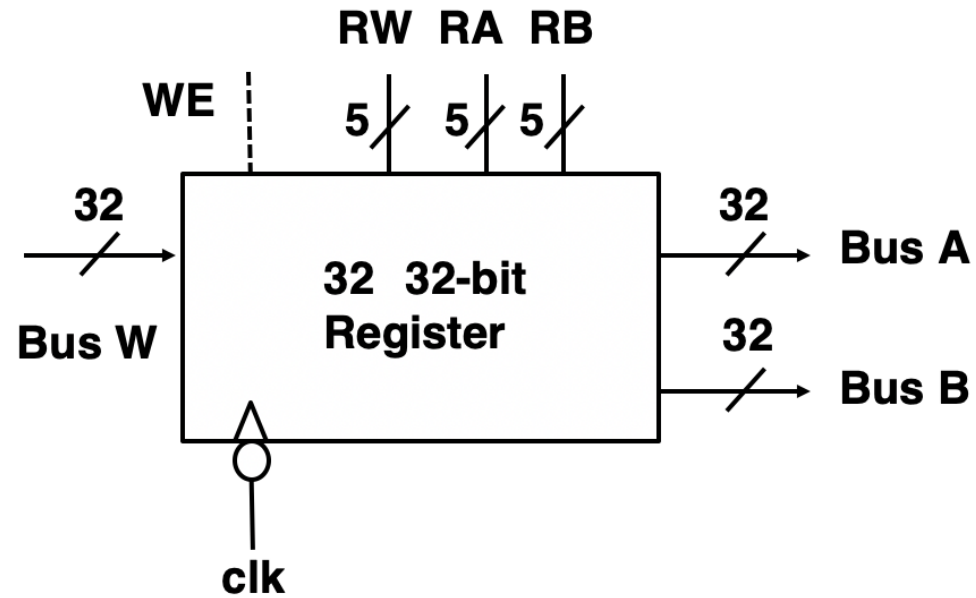 RW RA RB
WE
5 5 5
32
32
Bus A
32 32-bit
Register
Bus W
32
Bus B
clk